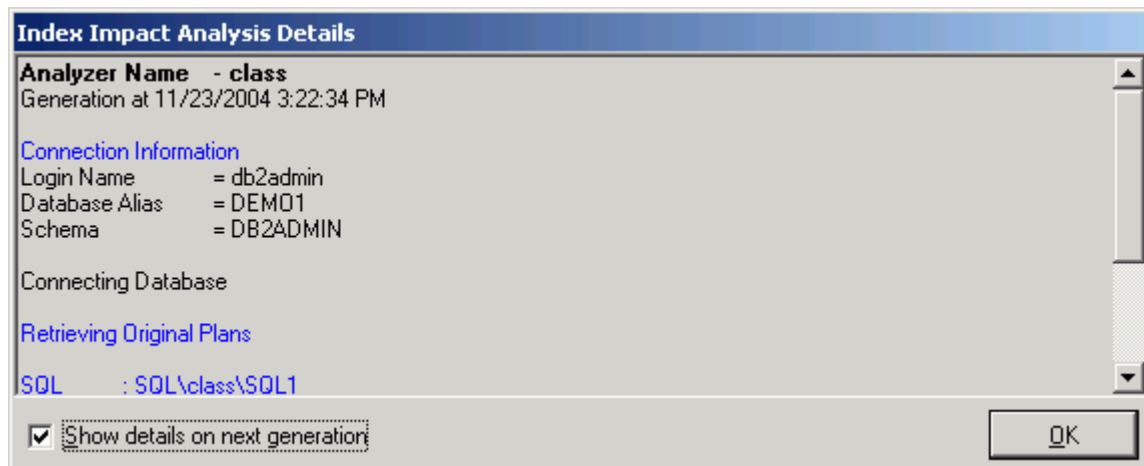 Index Impact Analysis Details
Analyzer Name - class
Generation at 11/23/2004 3:22:34 PM
Connection Information
Login Name = db2admin
Database Alias = DEMO1
Schema = DB2ADMIN
Connecting Database
Retrieving Original Plans
SQL : SQL\class\SQL1
Show details on next generation
OK